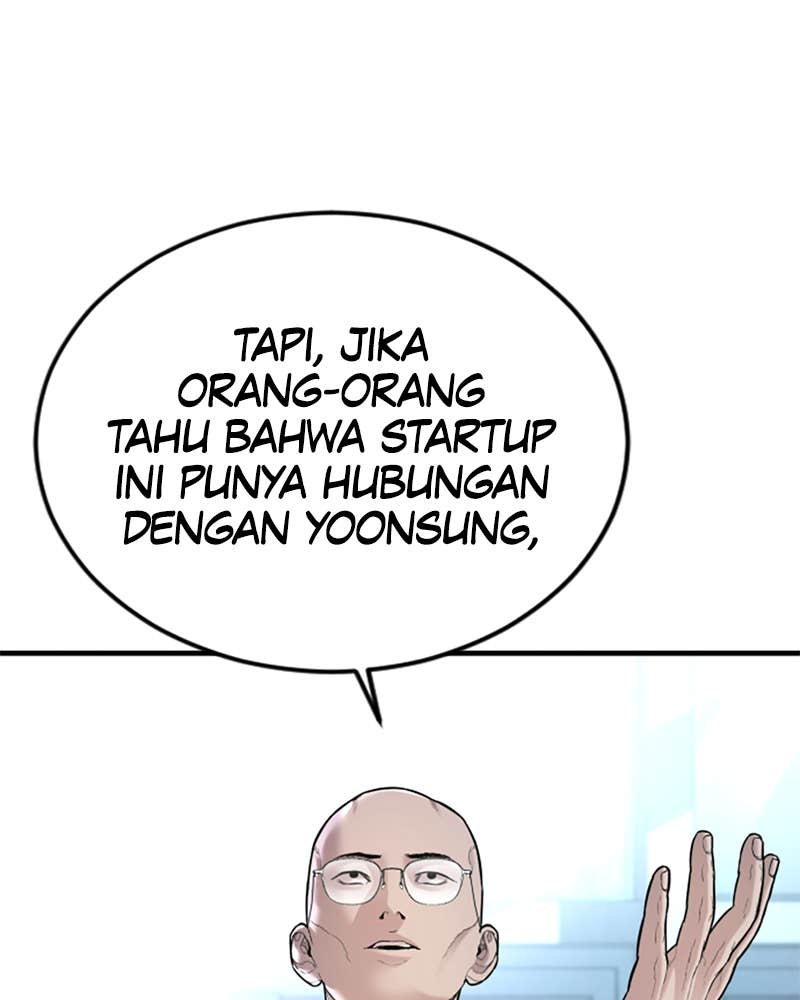 TAPI, JIKA
ORANG-ORANG
TAHU BAHWA STARTUP
INI PUNYA HUBUNGAN
DENGAN YOONSUNG,